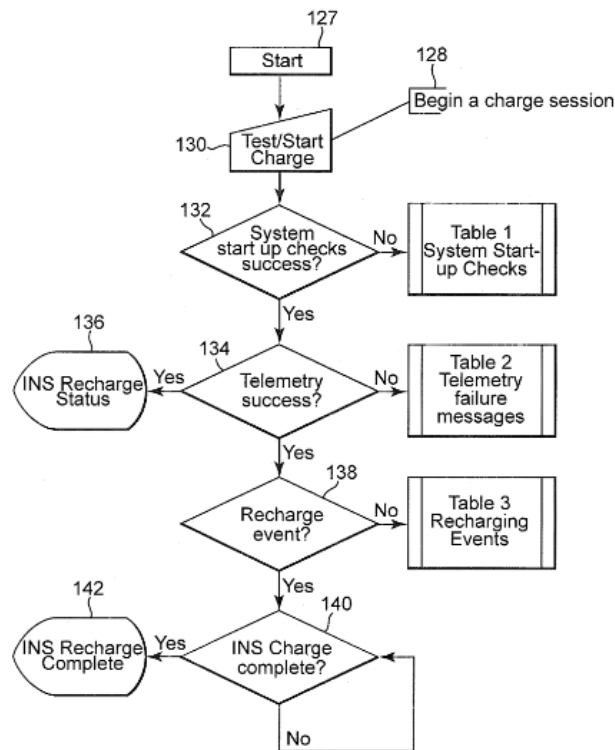 127
Start
128
Begin a charge session
130
Test/Start
Charge
132
System
start up checks
success?
No
Table 1
System Start-
up Checks
Yes
136
INS Recharge
Status
Yes
134
Telemetry
success?
No
Table 2
Telemetry
failure
messages
Yes
138
Recharge
event?
No
Table 3
Recharging
Events
Yes
142
INS Recharge
Complete
Yes
140
INS Charge
complete?
No